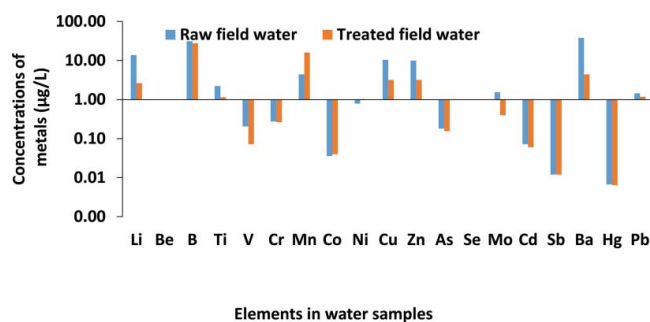 Raw field water
Treated field water
Concentrations of
metals (µg/L)
100.00
10.00
1.00
0.10
0.01
0.00
Li Be B Ti V Cr Mn Co Ni Cu Zn As Se Mo Cd Sb Ba Hg Pb
Elements in water samples